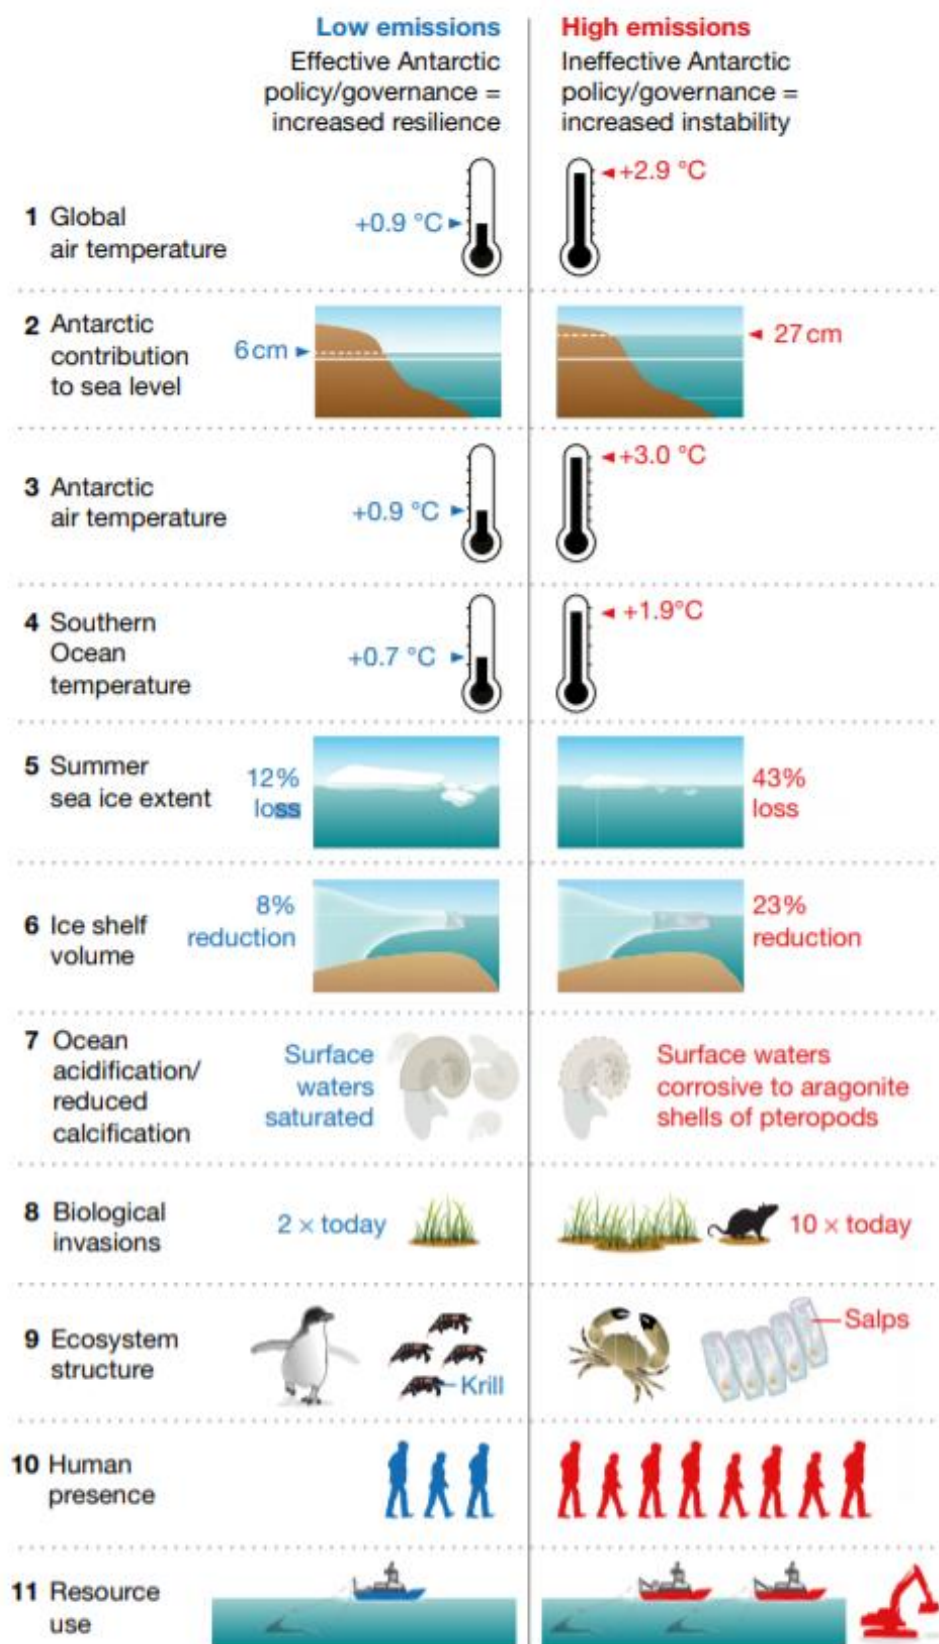 Low emissions
Effective Antarctic
policy/governance =
increased resilience
High emissions
Ineffective Antarctic
policy/governance =
increased instability
1 Global
air temperature
+0.9 °C
+2.9 °C
2 Antarctic
contribution
to sea level
6 cm
27 cm
3 Antarctic
air temperature
+0.9 °C
+3.0 °C
4 Southern
Ocean
temperature
+0.7 °C
+1.9°C
5 Summer
sea ice extent
12%
loss
43%
loss
6 Ice shelf
volume
8%
reduction
23%
reduction
7 Ocean
acidification/
reduced
calcification
Surface
waters
saturated
Surface waters
corrosive to aragonite
shells of pteropods
8 Biological
invasions
2 × today
10 × today
9 Ecosystem
structure
Krill
Salps
10 Human
presence
11 Resource
use